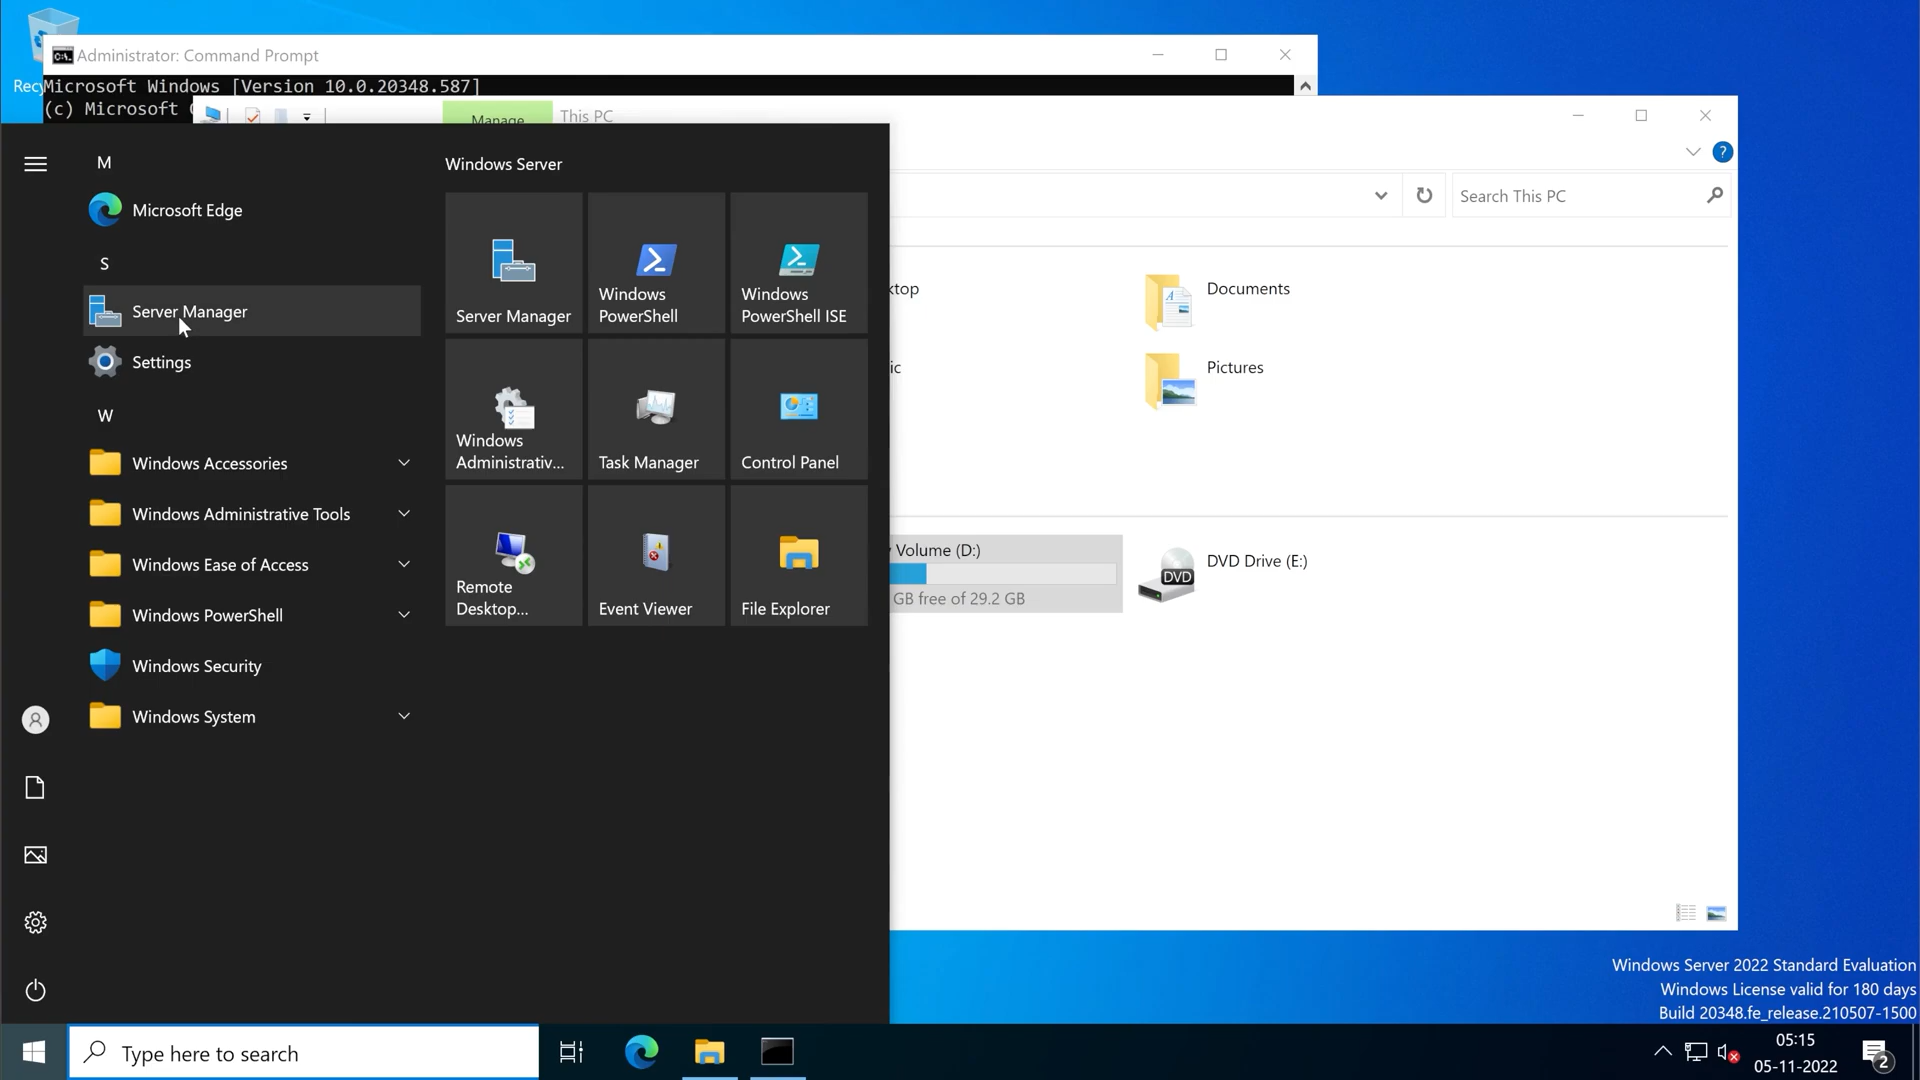 Administrator: Command Prompt
Microsoft Windows [Version 10.0.20348.587]
(c) Microsoft
Manage
This PC
Search This PC
M
Microsoft Edge
S
Server Manager
Settings
W
Windows Accessories
Windows Administrative Tools
Windows Ease of Access
Windows PowerShell
Windows Security
Windows System
Windows Server
Server Manager
Windows
PowerShell
Windows
PowerShell ISE
Windows
Administrativ...
Task Manager
Control Panel
Remote
Desktop...
Event Viewer
File Explorer
Documents
Pictures
Volume (D:)
GB free of 29.2 GB
DVD
DVD Drive (E:)
Windows Server 2022 Standard Evaluation
Windows License valid for 180 days
Build 20348.fe_release.210507-1500
Type here to search
05:15
05-11-2022
2